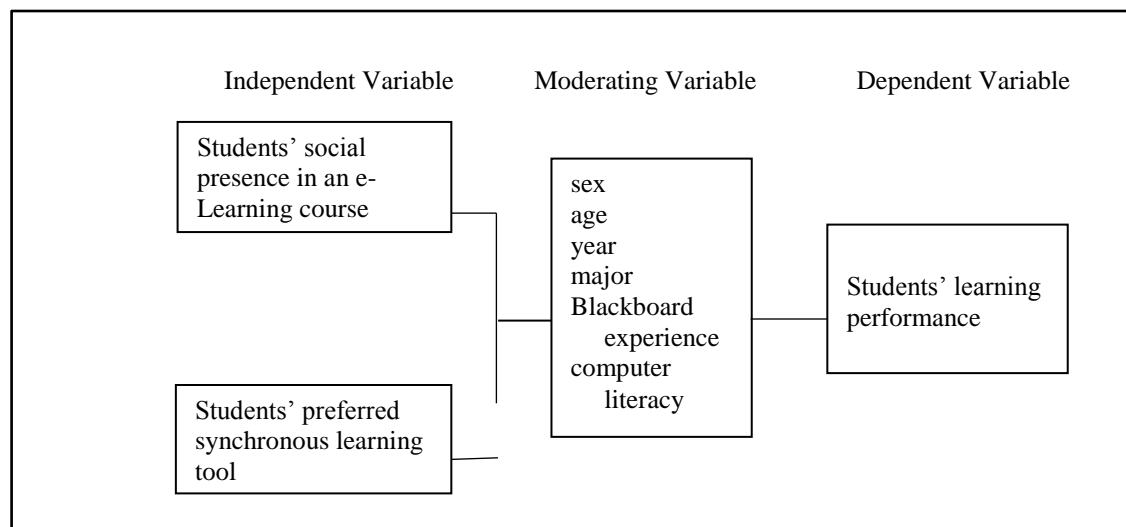 Independent Variable
Moderating Variable
Dependent Variable
Students’ social
presence in an e-
Learning course
Students’ preferred
synchronous learning
tool
sex
age
year
major
Blackboard
experience
computer
literacy
Students’ learning
performance